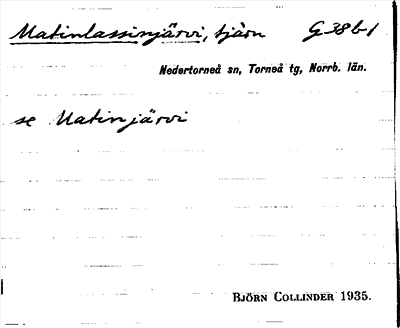 Matinlassinjärvi, tjärn G 38 b-1
Nedertorneå sn, Torneå tg, Norrb. län.
se Matinjärvi
BJÖRN COLLINDER 1935.